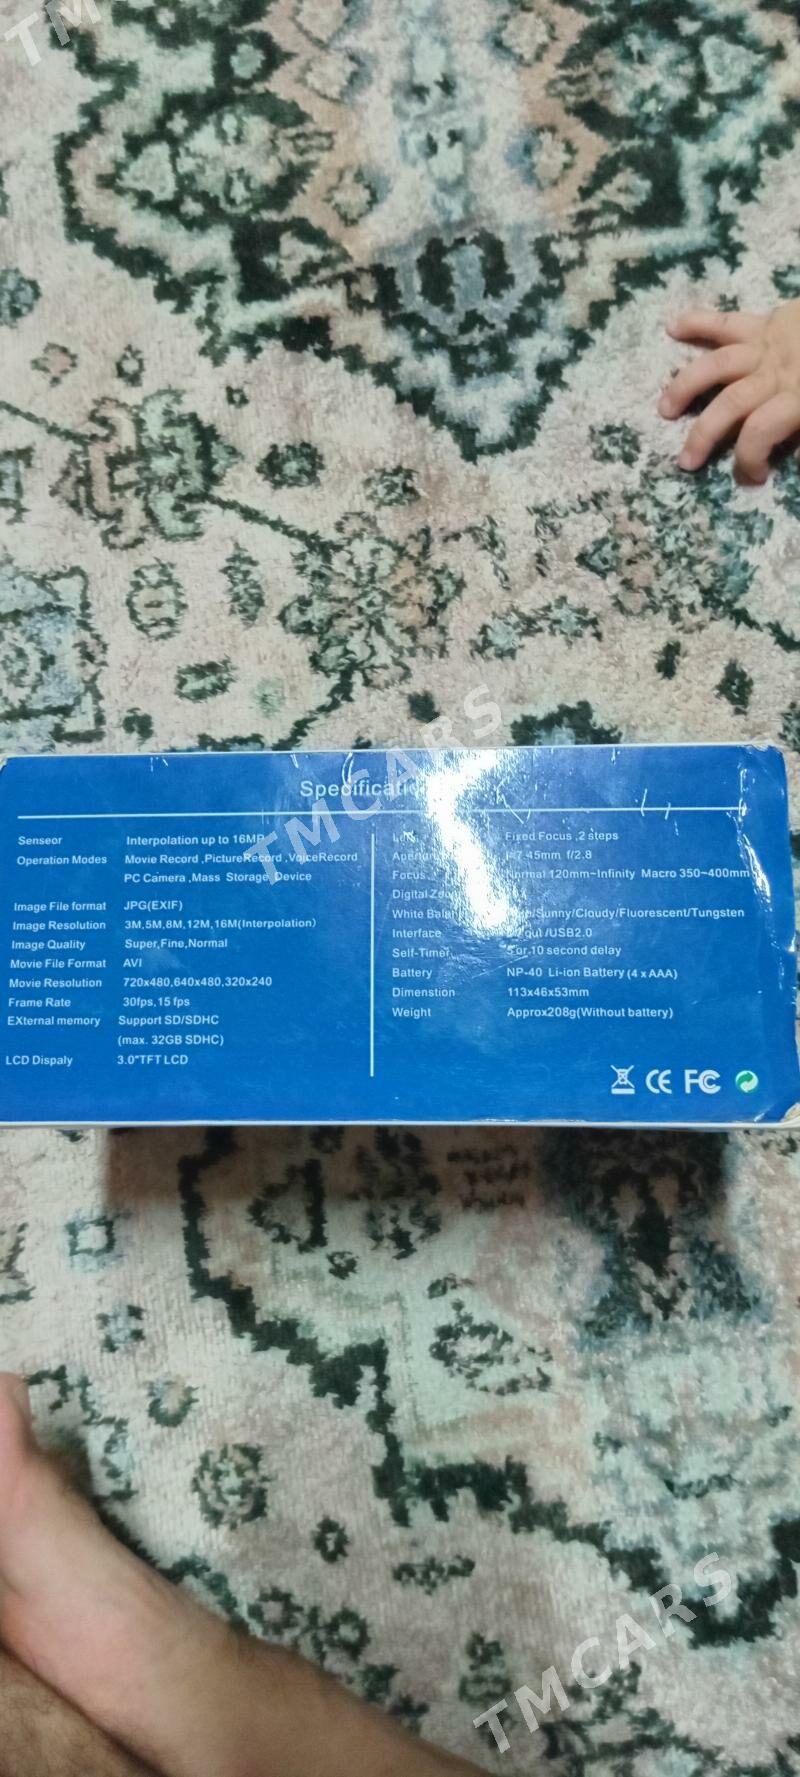 TMCARS
Specificati
Senseor Interpolation up to 16MP
Operation Modes Movie Record ,PictureRecord ,VoiceRecord
PC Camera ,Mass Storage Device
Image File format JPG(EXIF)
Image Resolution 3M,5M,8M,12M,16M(Interpolation)
Image Quality Super,Fine,Normal
Movie File Format AVI
Movie Resolution 720x480,640x480,320x240
Frame Rate 30fps,15 fps
EXternal memory Support SD/SDHC
(max. 32GB SDHC)
LCD Dispaly 3.0"TFT LCD
Fixed Focus ,2 steps
f=7.45mm f/2.8
Focus Normal 120mm~Infinity Macro 350~400mm
Digital
White /Sunny/Cloudy/Fluorescent/Tungsten
Interface /USB2.0
Self-Timer 5 or 10 second delay
Battery NP-40 Li-ion Battery (4 x AAA)
Dimenstion 113x46x53mm
Weight Approx208g(Without battery)
CE FC
TMCARS